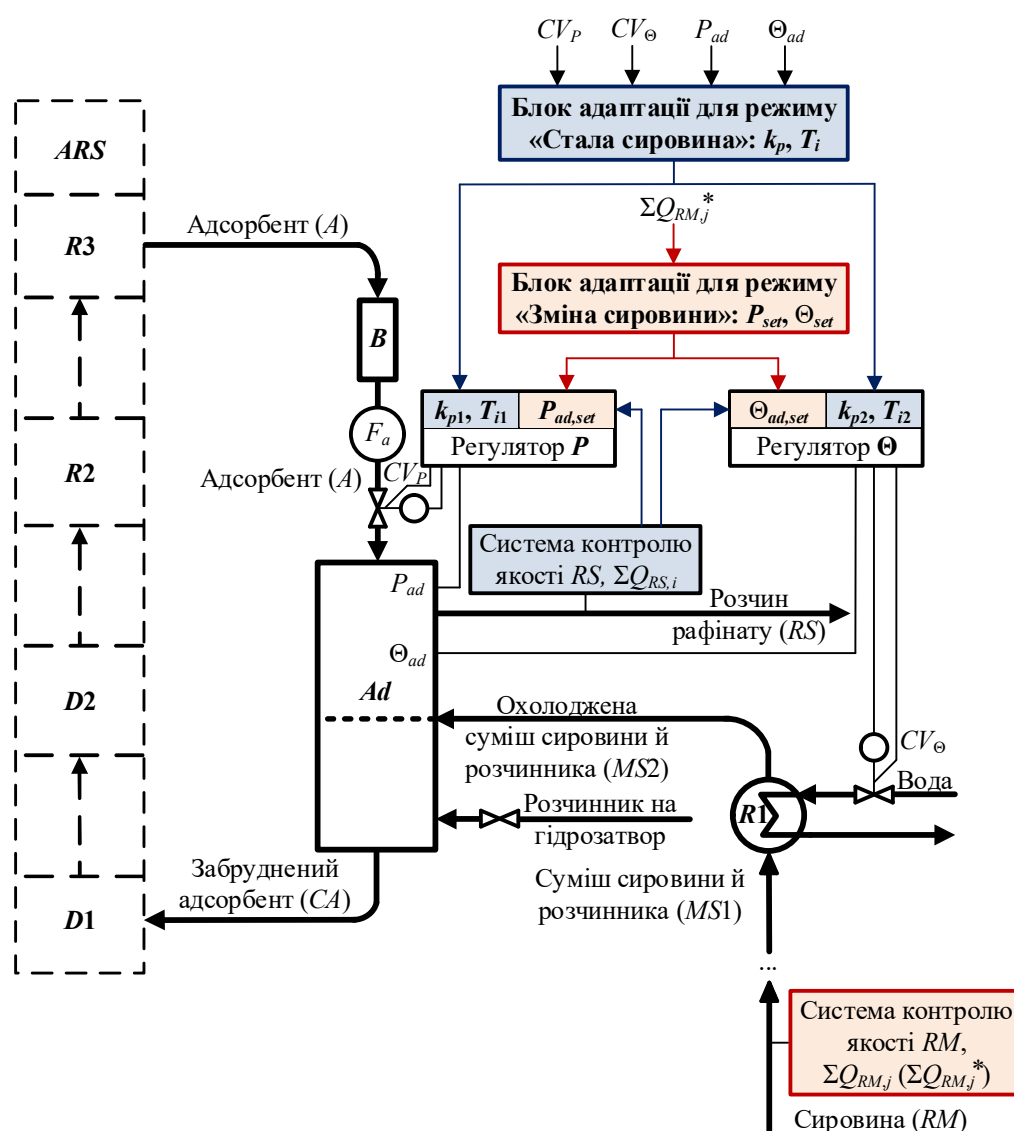 CV_P CV_Θ P_ad Θ_ad
Блок адаптації для режиму
«Стала сировина»: k_p, T_i
ΣQ_RM,j*
Блок адаптації для режиму
«Зміна сировини»: P_set, Θ_set
ARS
R3
R2
D2
D1
Адсорбент (A)
B
F_a
Адсорбент (A)
CV_P
k_p1, T_i1 P_ad,set
Регулятор P
Θ_ad,set k_p2, T_i2
Регулятор Θ
Система контролю
якості RS, ΣQ_RS,i
P_ad
Розчин
рафінату (RS)
Θ_ad
Ad
Охолоджена
суміш сировини й
розчинника (MS2)
CV_Θ
Вода
R1
Розчинник на
гідрозатвор
Забруднений
адсорбент (CA)
Суміш сировини й
розчинника (MS1)
...
Система контролю
якості RM,
ΣQ_RM,j (ΣQ_RM,j*)
Сировина (RM)